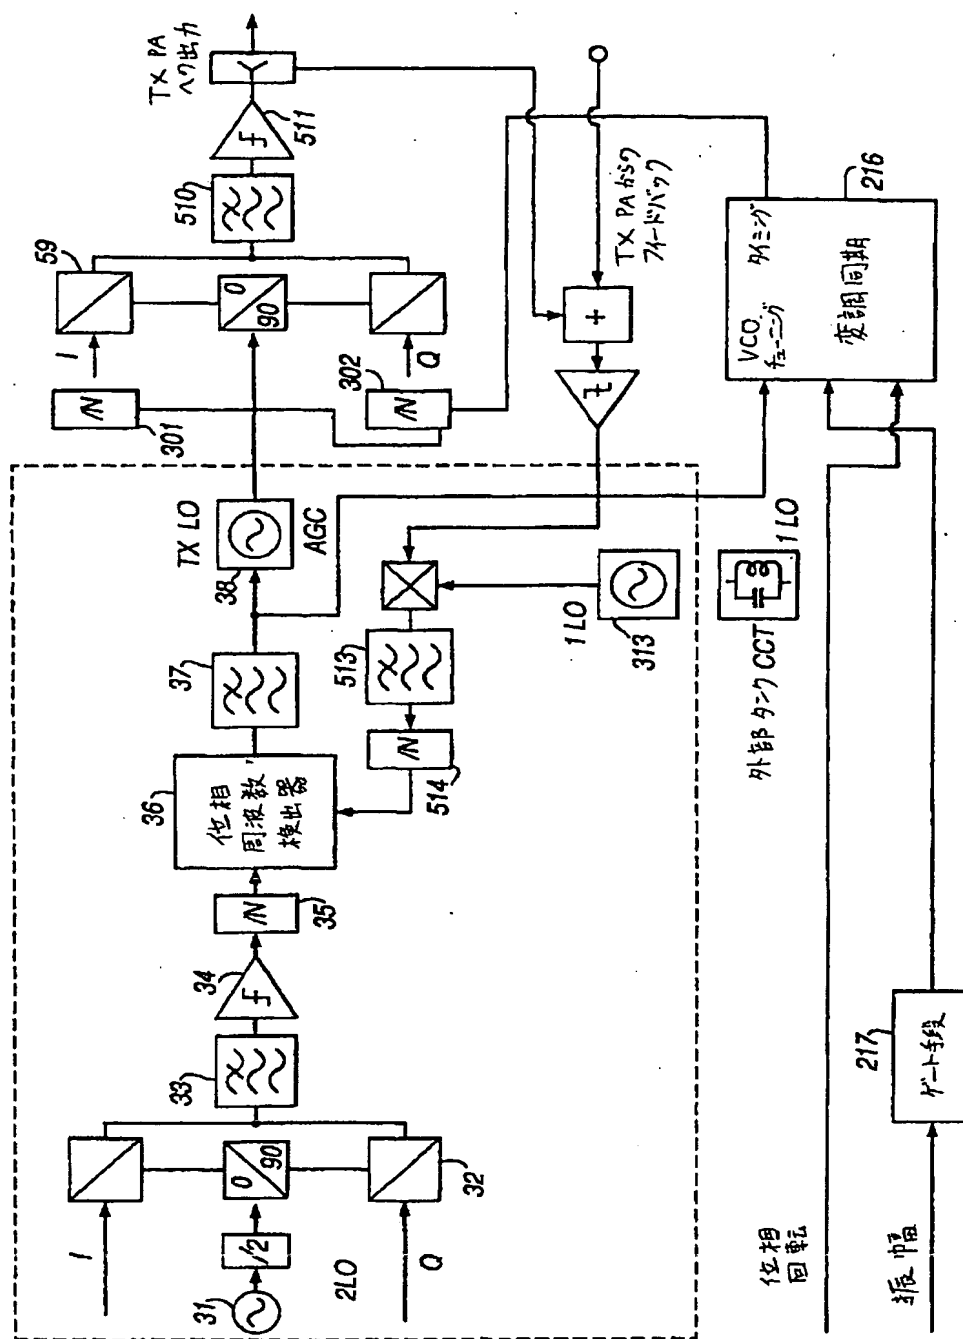 I
31
/2
0
90
2LO
Q
32
33
34
/N
35
36
位相
周波数
検出器
37
TX LO
38
AGC
513
/N
514
1 LO
313
/N
301
I
59
0
90
Q
302
/N
510
511
TX PA
へ出力
+
TX PAからの
フィードバック
外部タンクCCT
1 LO
VCO
チューニング
タイミング
変調同期
216
位相
回転
振幅
ゲート手段
217